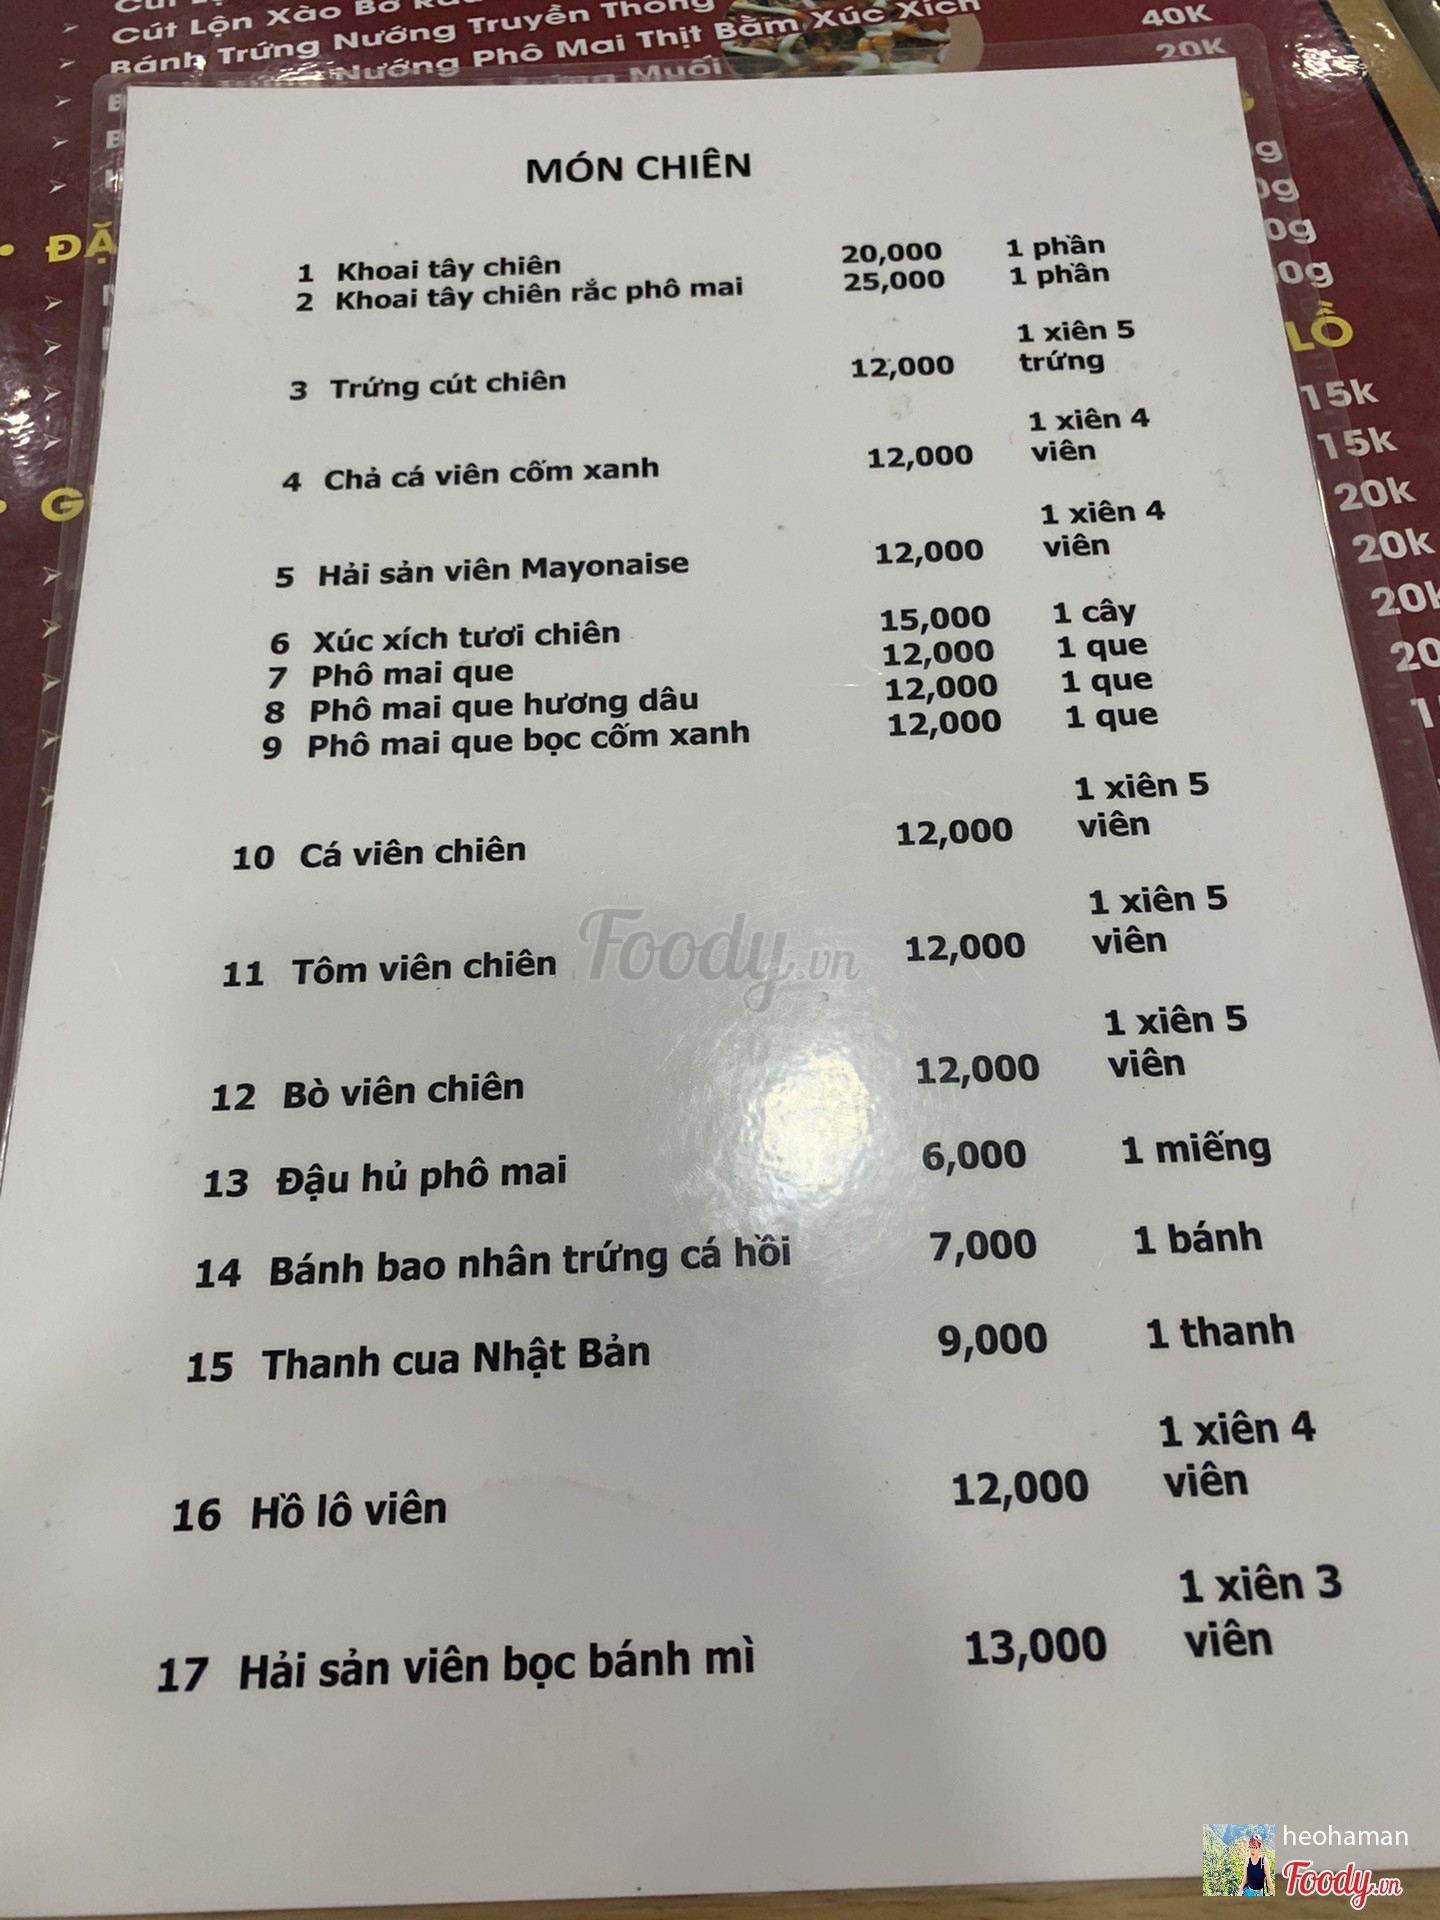 Cút Lộn Xào Bơ
Bánh Trứng Nướng Truyền Thống
Nướng Phô Mai Thịt Bằm Xúc Xích
Muối
40K
20K
MÓN CHIÊN
1 Khoai tây chiên 20,000 1 phần
2 Khoai tây chiên rắc phô mai 25,000 1 phần
3 Trứng cút chiên 12,000 1 xiên 5
trứng
4 Chả cá viên cốm xanh 12,000 1 xiên 4
viên
5 Hải sản viên Mayonaise 12,000 1 xiên 4
viên
6 Xúc xích tươi chiên 15,000 1 cây
7 Phô mai que 12,000 1 que
8 Phô mai que hương dâu 12,000 1 que
9 Phô mai que bọc cốm xanh 12,000 1 que
10 Cá viên chiên 12,000 1 xiên 5
viên
11 Tôm viên chiên 12,000 1 xiên 5
viên
12 Bò viên chiên 12,000 1 xiên 5
viên
13 Đậu hủ phô mai 6,000 1 miếng
14 Bánh bao nhân trứng cá hồi 7,000 1 bánh
15 Thanh cua Nhật Bản 9,000 1 thanh
16 Hồ lô viên 12,000 1 xiên 4
viên
17 Hải sản viên bọc bánh mì 13,000 1 xiên 3
viên
LỒ
15k
15k
20k
20k
Foody.vn
heohaman
Foody.vn